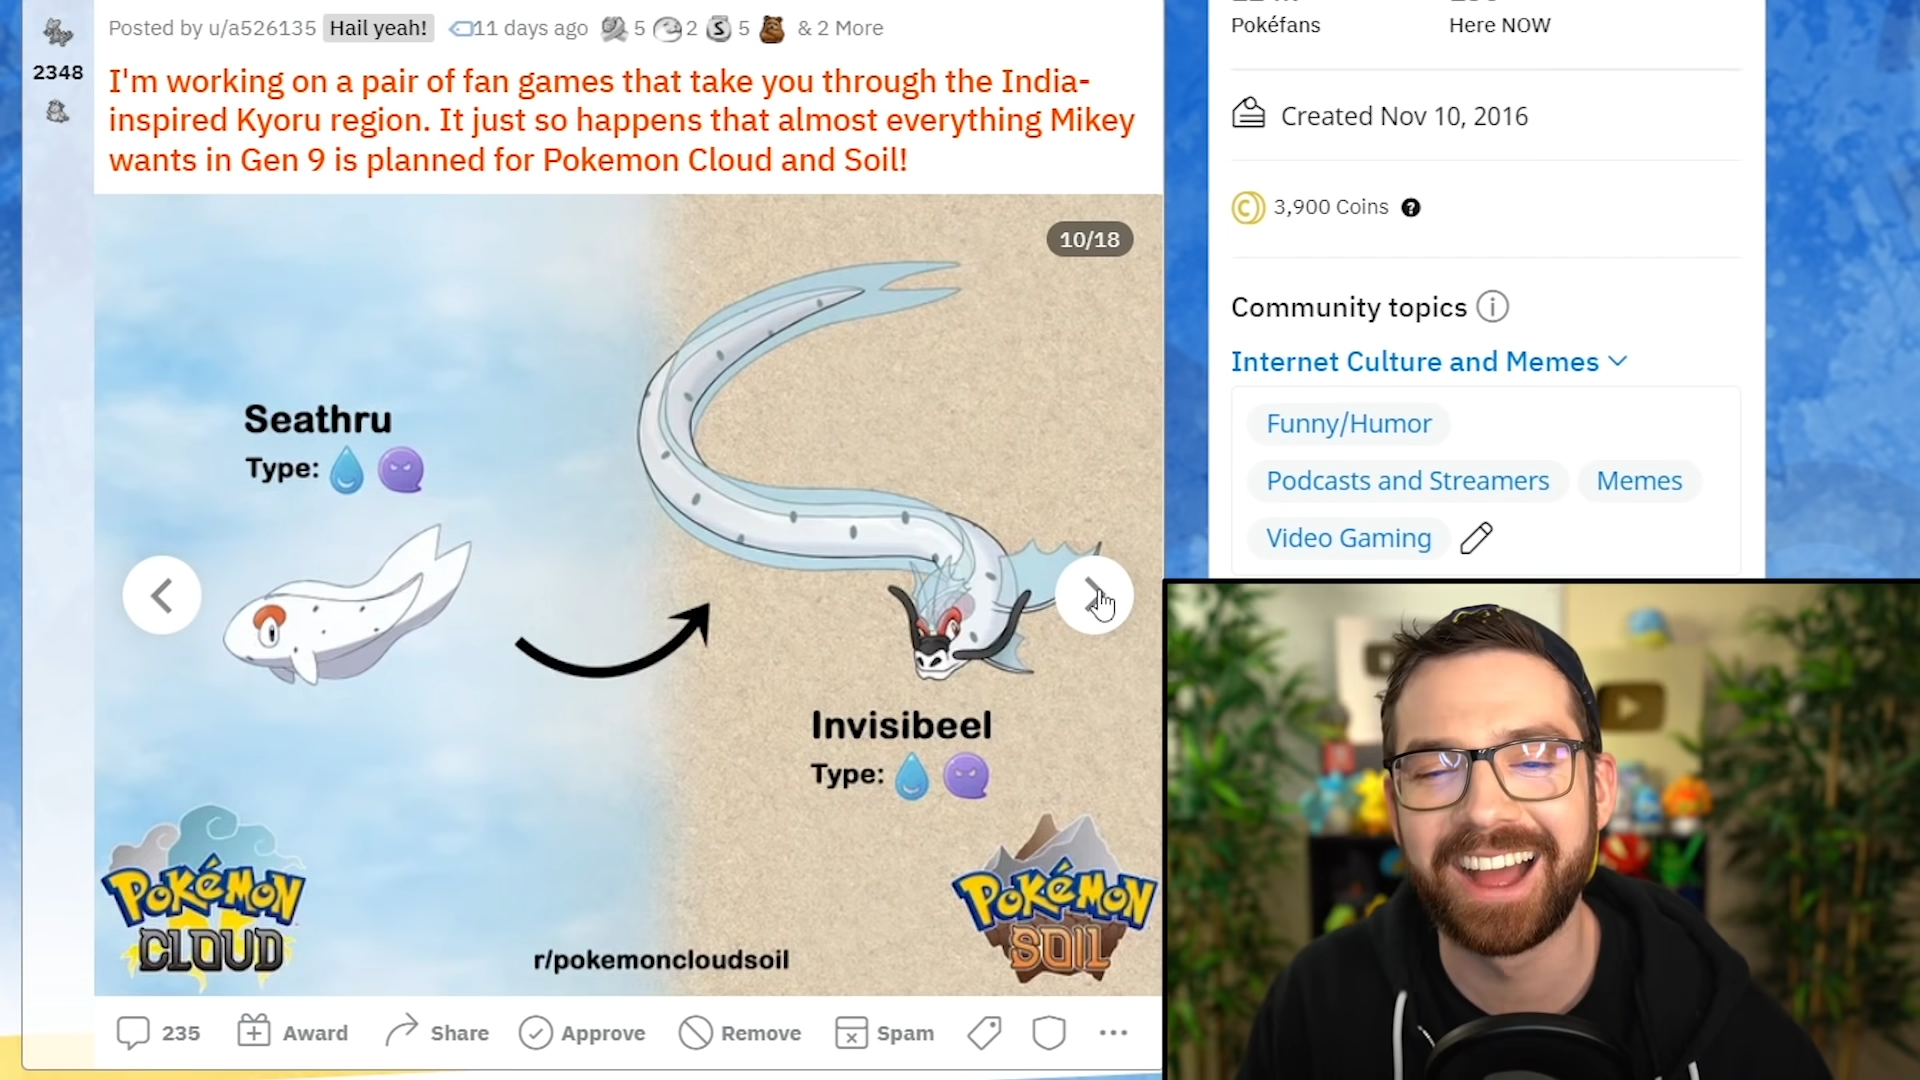 Posted by u/a526135 Hail yeah! 11 days ago 5 2 S 5 & 2 More
2348
I'm working on a pair of fan games that take you through the India-
inspired Kyoru region. It just so happens that almost everything Mikey
wants in Gen 9 is planned for Pokemon Cloud and Soil!
10/18
Seathru
Type:
Invisibeel
Type:
POKéMON
CLOUD
r/pokemoncloudsoil
POKéMON
SOIL
235 Award Share Approve Remove Spam
Pokéfans Here NOW
Created Nov 10, 2016
3,900 Coins
Community topics
Internet Culture and Memes
Funny/Humor
Podcasts and Streamers Memes
Video Gaming